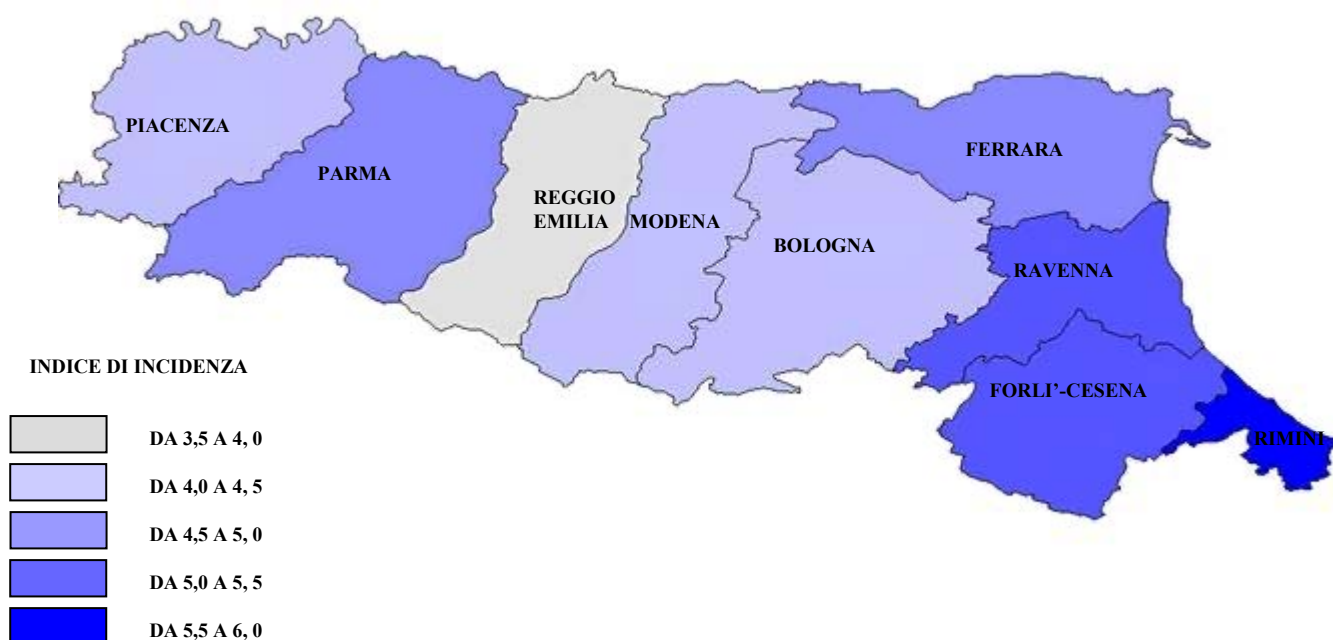 PIACENZA
PARMA
REGGIO
EMILIA
MODENA
BOLOGNA
FERRARA
RAVENNA
FORLI’-CESENA
RIMINI
INDICE DI INCIDENZA
DA 3,5 A 4, 0
DA 4,0 A 4, 5
DA 4,5 A 5, 0
DA 5,0 A 5, 5
DA 5,5 A 6, 0